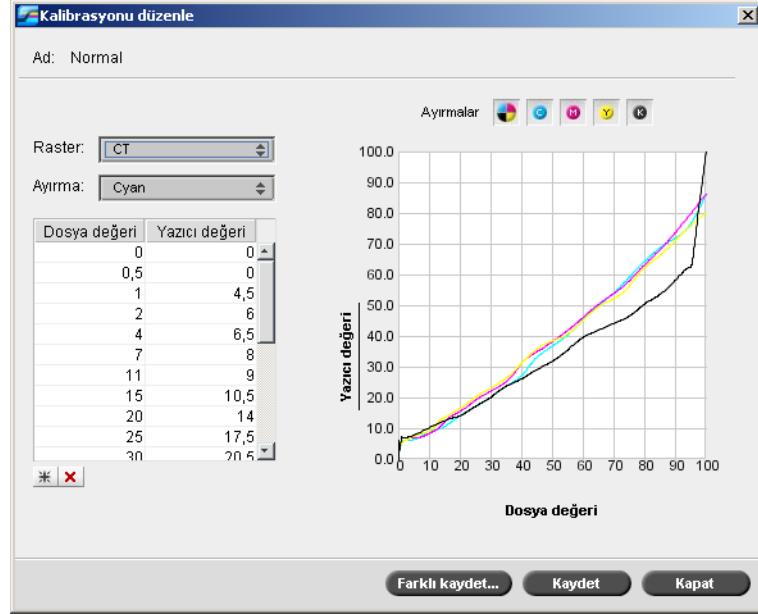 Kalibrasyonu düzenle
Ad: Normal
Ayırmalar
C M Y K
Raster: CT
Ayırma: Cyan
Dosya değeri Yazıcı değeri
0 0
0,5 0
1 4,5
2 6
4 6,5
7 8
11 9
15 10,5
20 14
25 17,5
30 20,5
100.0
90.0
80.0
70.0
60.0
50.0
40.0
30.0
20.0
10.0
0.0
Yazıcı değeri
0 10 20 30 40 50 60 70 80 90 100
Dosya değeri
Farklı kaydet... Kaydet Kapat